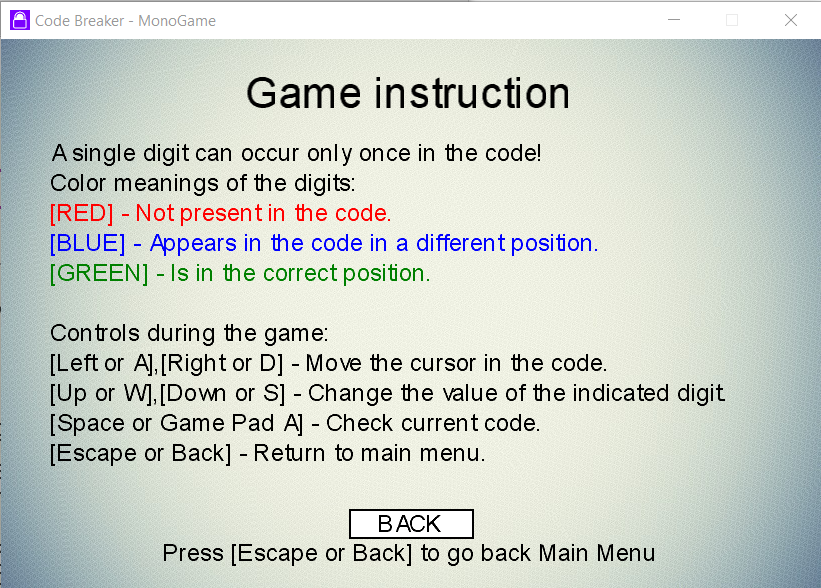 Code Breaker - MonoGame
Game instruction
A single digit can occur only once in the code!
Color meanings of the digits:
[RED] - Not present in the code.
[BLUE] - Appears in the code in a different position.
[GREEN] - Is in the correct position.
Controls during the game:
[Left or A],[Right or D] - Move the cursor in the code.
[Up or W],[Down or S] - Change the value of the indicated digit.
[Space or Game Pad A] - Check current code.
[Escape or Back] - Return to main menu.
BACK
Press [Escape or Back] to go back Main Menu